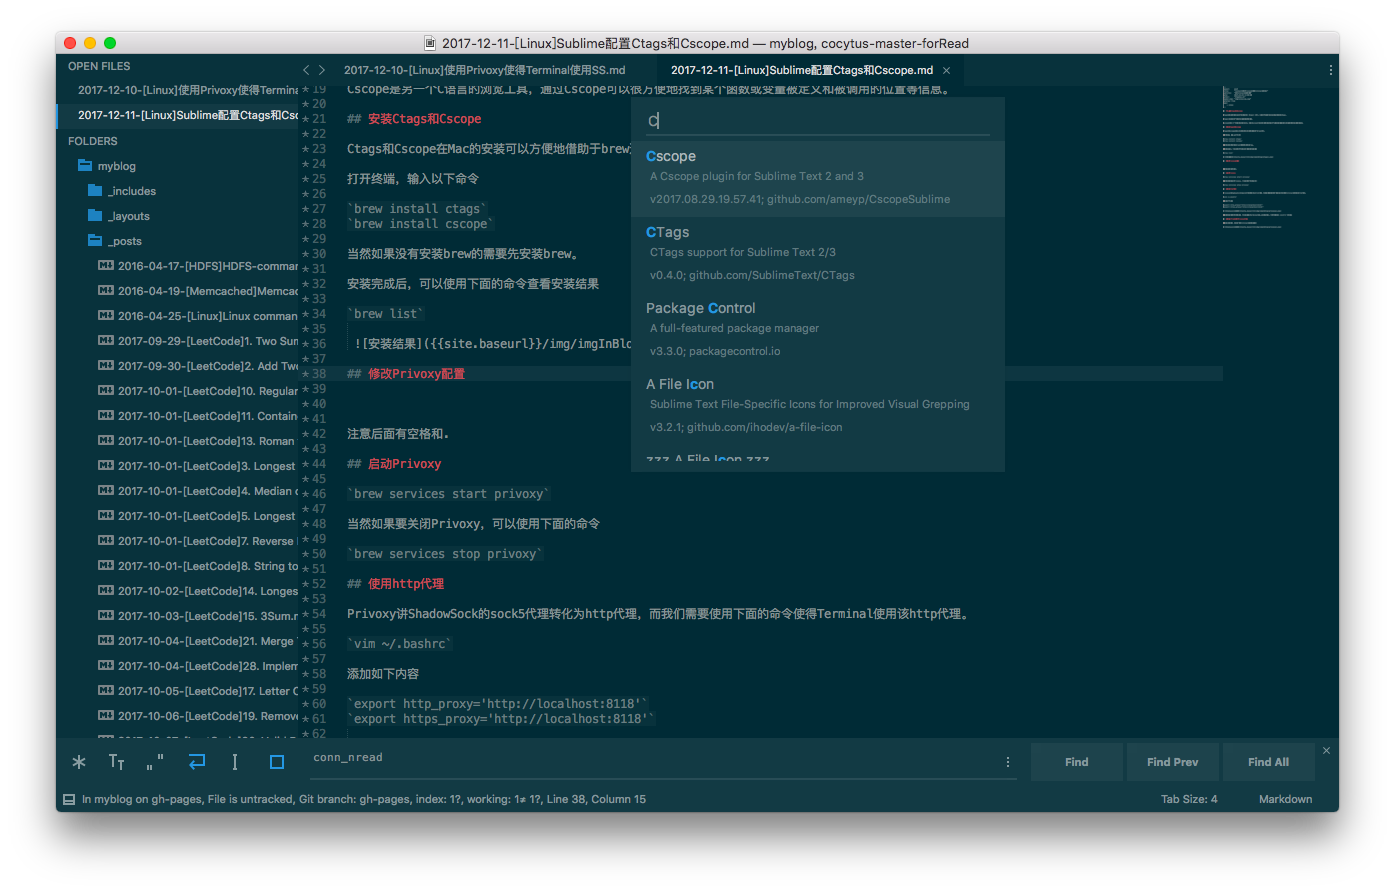 2017-12-11-[Linux]Sublime配置Ctags和Cscope.md — myblog, cocytus-master-forRead
OPEN FILES
2017-12-10-[Linux]使用Privoxy使得Termina
2017-12-11-[Linux]Sublime配置Ctags和Csc
FOLDERS
myblog
_includes
_layouts
_posts
2016-04-17-[HDFS]HDFS-commar
2016-04-19-[Memcached]Memcac
2016-04-25-[Linux]Linux comman
2017-09-29-[LeetCode]1. Two Sum
2017-09-30-[LeetCode]2. Add Two
2017-10-01-[LeetCode]10. Regular
2017-10-01-[LeetCode]11. Contain
2017-10-01-[LeetCode]13. Roman
2017-10-01-[LeetCode]3. Longest
2017-10-01-[LeetCode]4. Median
2017-10-01-[LeetCode]5. Longest
2017-10-01-[LeetCode]7. Reverse
2017-10-01-[LeetCode]8. String to
2017-10-02-[LeetCode]14. Longes
2017-10-03-[LeetCode]15. 3Sum.m
2017-10-04-[LeetCode]21. Merge
2017-10-04-[LeetCode]28. Implem
2017-10-05-[LeetCode]17. Letter C
2017-10-06-[LeetCode]19. Remove
2017-12-10-[Linux]使用Privoxy使得Terminal使用SS.md
2017-12-11-[Linux]Sublime配置Ctags和Cscope.md
19 Cscope是另一个C语言的浏览工具，通过Cscope可以很方便地找到某个函数或变量被定义和被调用的位置等信息。
20
21 ## 安装Ctags和Cscope
22
23 Ctags和Cscope在Mac的安装可以方便地借助于brew
24
25 打开终端，输入以下命令
26
27 `brew install ctags`
28 `brew install cscope`
29
30 当然如果没有安装brew的需要先安装brew。
31
32 安装完成后，可以使用下面的命令查看安装结果
33
34 `brew list`
35
36 ![安装结果]({{site.baseurl}}/img/imgInBlo
37
38 ## 修改Privoxy配置
39
40
41
42 注意后面有空格和.
43
44 ## 启动Privoxy
45
46 `brew services start privoxy`
47
48 当然如果要关闭Privoxy，可以使用下面的命令
49
50 `brew services stop privoxy`
51
52 ## 使用http代理
53
54 Privoxy讲ShadowSock的sock5代理转化为http代理，而我们需要使用下面的命令使得Terminal使用该http代理。
55
56 `vim ~/.bashrc`
57
58 添加如下内容
59
60 `export http_proxy='http://localhost:8118'`
61 `export https_proxy='http://localhost:8118'`
62
c
Cscope
A Cscope plugin for Sublime Text 2 and 3
v2017.08.29.19.57.41; github.com/ameyp/CscopeSublime
CTags
CTags support for Sublime Text 2/3
v0.4.0; github.com/SublimeText/CTags
Package Control
A full-featured package manager
v3.3.0; packagecontrol.io
A File Icon
Sublime Text File-Specific Icons for Improved Visual Grepping
v3.2.1; github.com/ihodev/a-file-icon
zzz A File Icon zzz
conn_nread
Find
Find Prev
Find All
In myblog on gh-pages, File is untracked, Git branch: gh-pages, index: 1?, working: 1≠ 1?, Line 38, Column 15
Tab Size: 4
Markdown